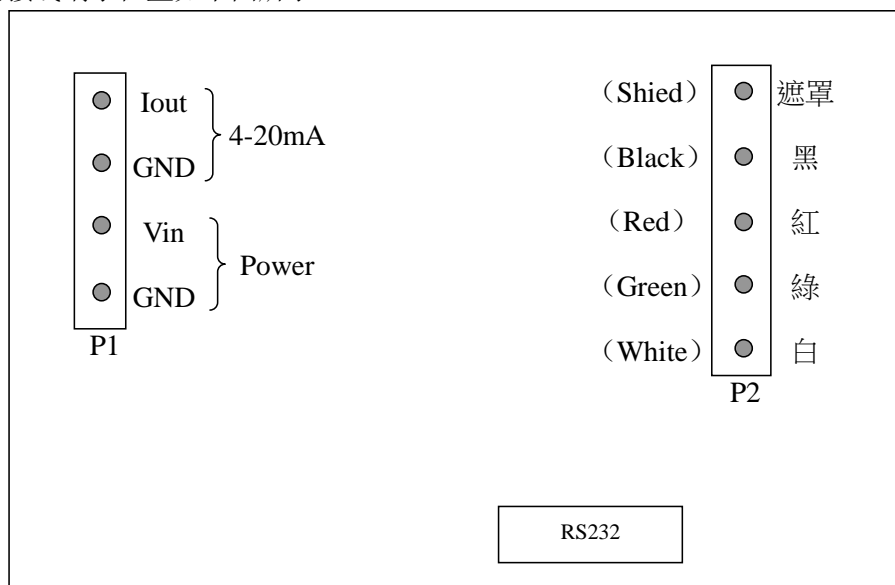 Iout
GND
4-20mA
Vin
GND
Power
P1
（Shied） 遮罩
（Black） 黑
（Red） 紅
（Green） 綠
（White） 白
P2
RS232